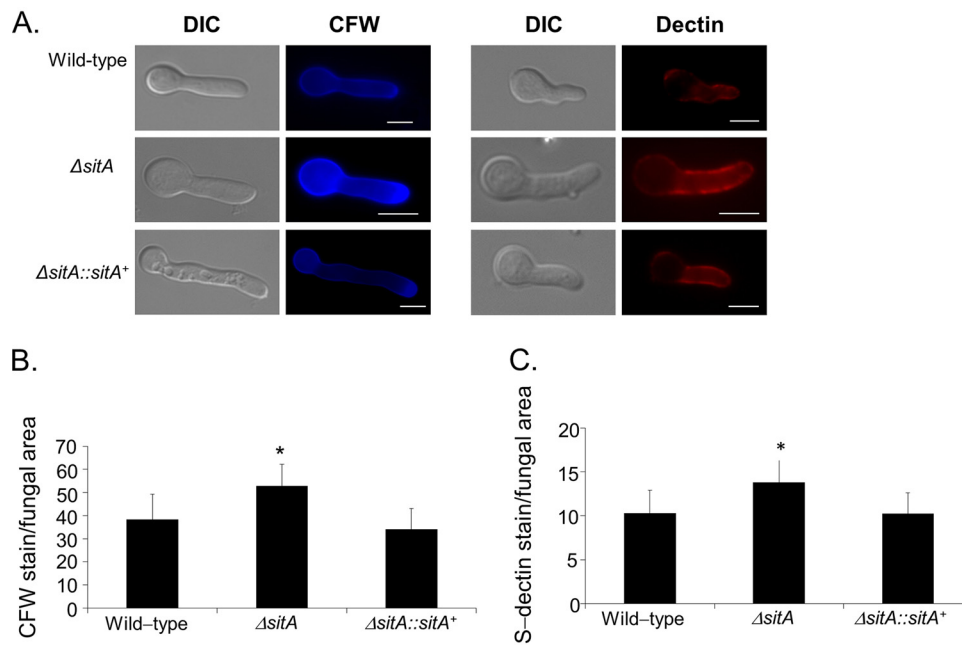 A.
DIC CFW DIC Dectin
Wild-type
ΔsitA
ΔsitA::sitA⁺
B.
CFW stain/fungal area
70
60
50
40
30
20
10
0
*
Wild–type ΔsitA ΔsitA::sitA⁺
C.
S–dectin stain/fungal area
20
15
10
5
0
*
Wild–type ΔsitA ΔsitA::sitA⁺